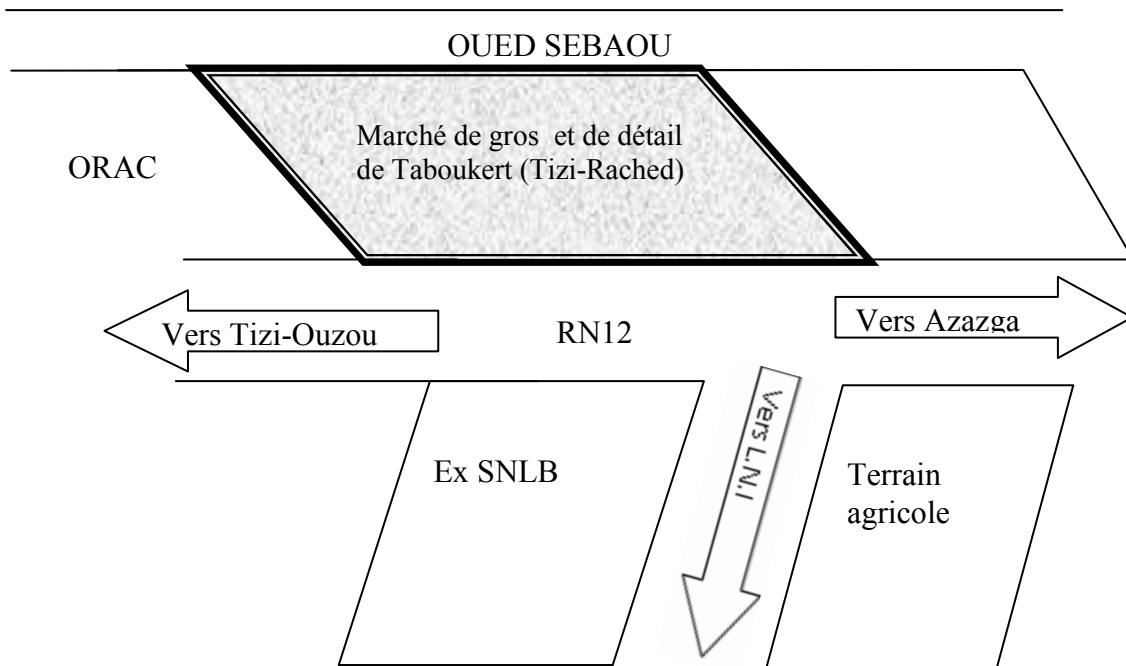 OUED SEBAOU
Marché de gros et de détail
de Taboukert (Tizi-Rached)
ORAC
Vers Tizi-Ouzou
RN12
Vers Azazga
Vers L.N.I
Ex SNLB
Terrain
agricole